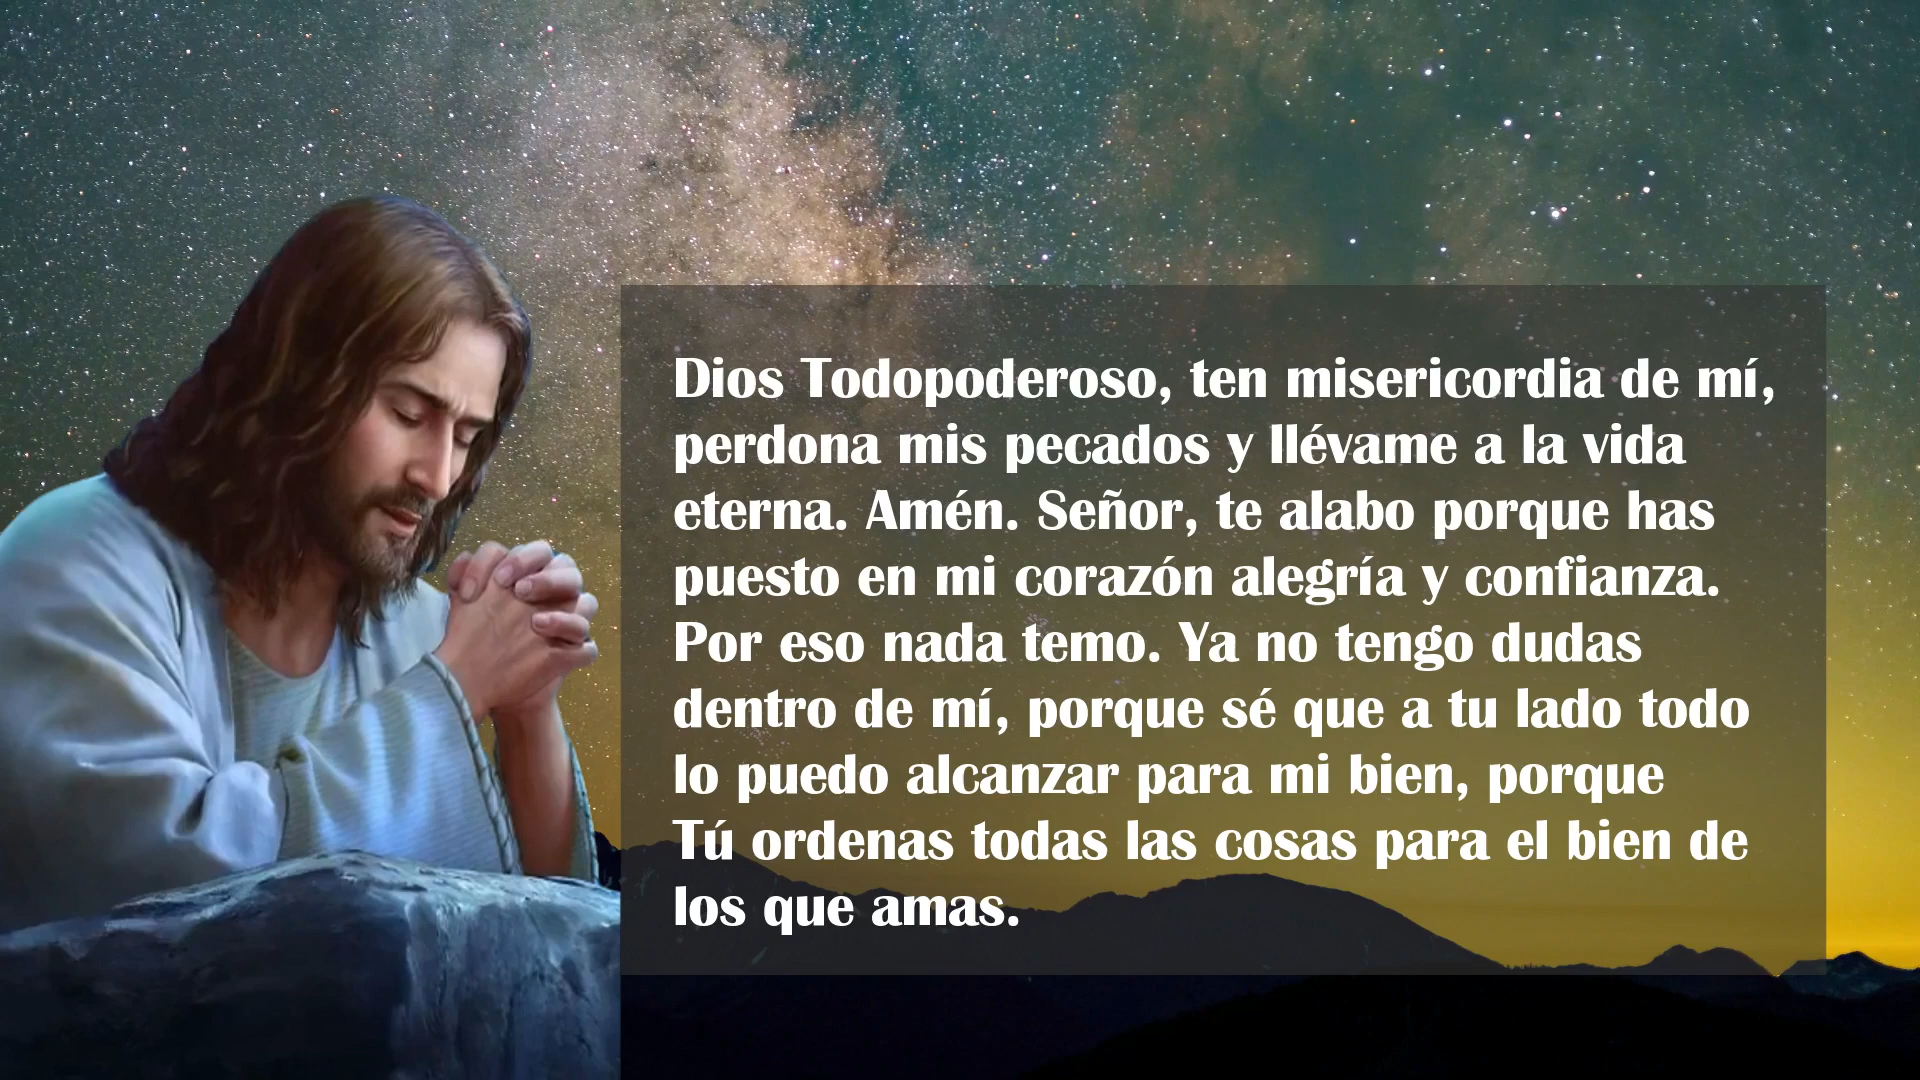 Dios Todopoderoso, ten misericordia de mí,
perdona mis pecados y llévame a la vida
eterna. Amén. Señor, te alabo porque has
puesto en mi corazón alegría y confianza.
Por eso nada temo. Ya no tengo dudas
dentro de mí, porque sé que a tu lado todo
lo puedo alcanzar para mi bien, porque
Tú ordenas todas las cosas para el bien de
los que amas.